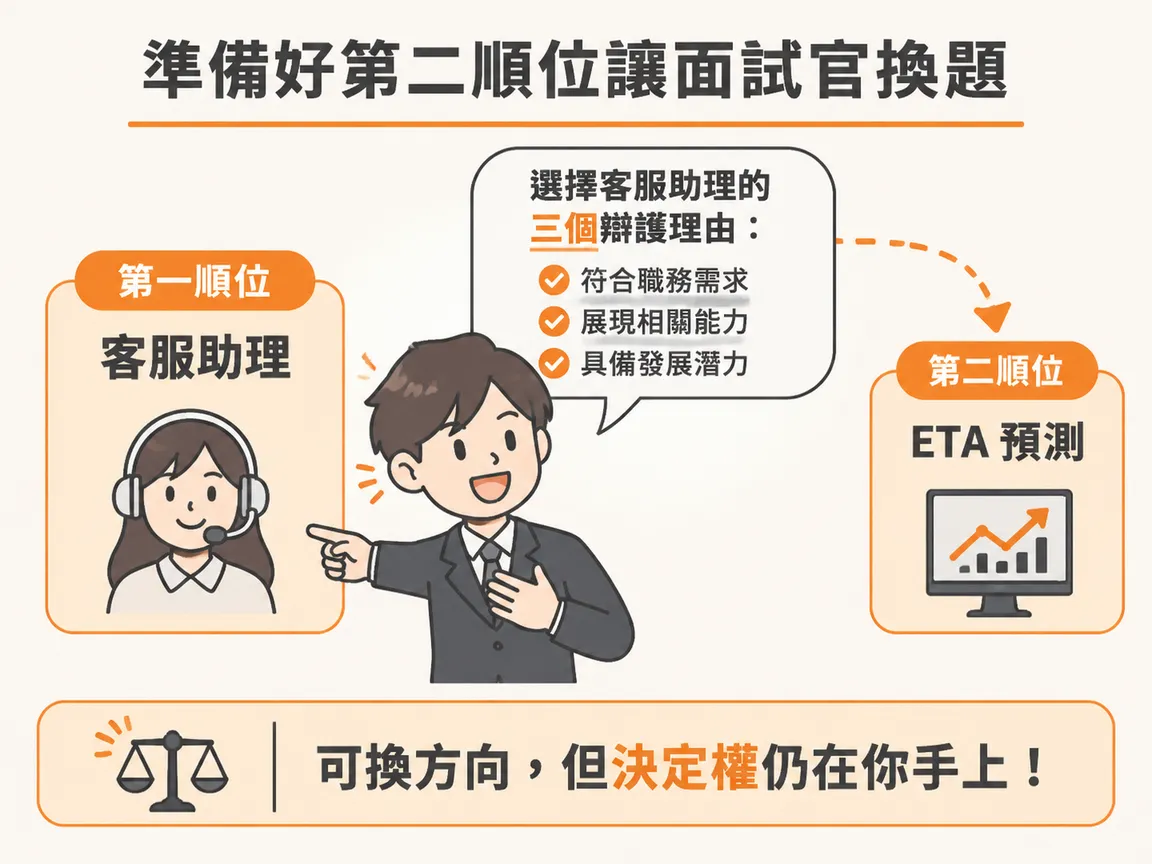 準備好第二順位讓面試官換題
選擇客服助理的
三個辯護理由：
符合職務需求
展現相關能力
具備發展潛力
第一順位
客服助理
第二順位
ETA 預測
可換方向，但決定權仍在你手上！